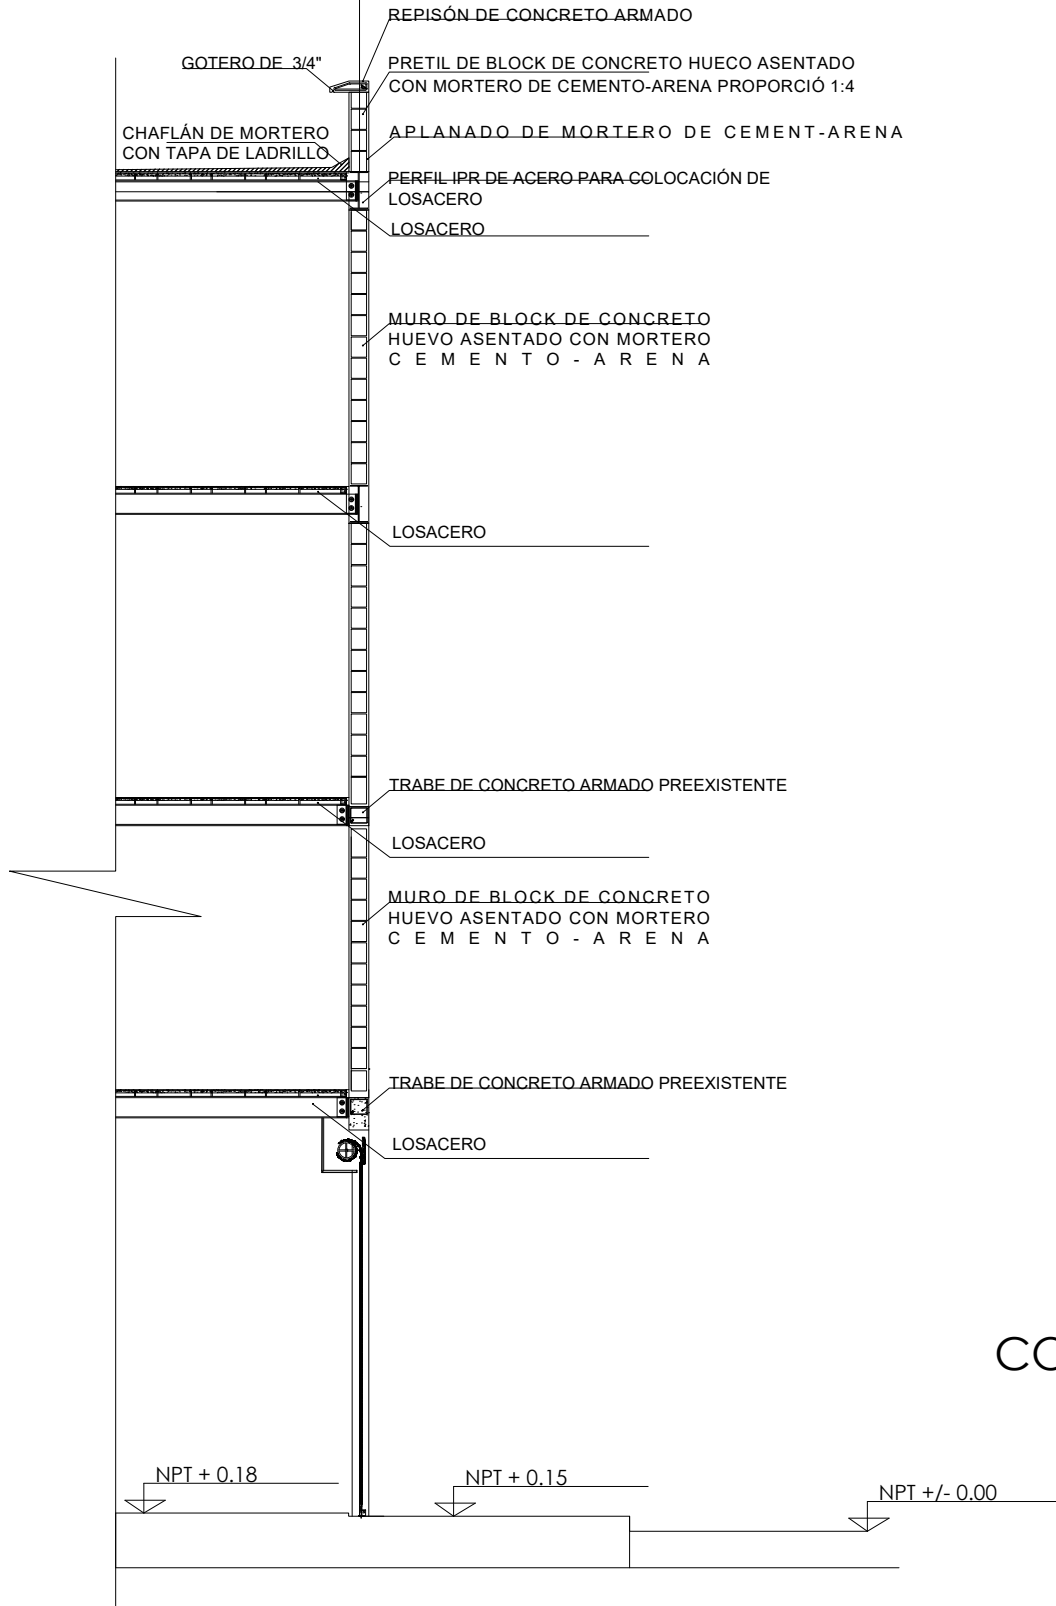 REPISÓN DE CONCRETO ARMADO
GOTERO DE 3/4"
PRETIL DE BLOCK DE CONCRETO HUECO ASENTADO
CON MORTERO DE CEMENTO-ARENA PROPORCIÓ 1:4
CHAFLÁN DE MORTERO
CON TAPA DE LADRILLO
APLANADO DE MORTERO DE CEMENT-ARENA
PERFIL IPR DE ACERO PARA COLOCACIÓN DE
LOSACERO
LOSACERO
MURO DE BLOCK DE CONCRETO
HUEVO ASENTADO CON MORTERO
CEMENTO-ARENA
LOSACERO
TRABE DE CONCRETO ARMADO PREEXISTENTE
LOSACERO
MURO DE BLOCK DE CONCRETO
HUEVO ASENTADO CON MORTERO
CEMENTO-ARENA
TRABE DE CONCRETO ARMADO PREEXISTENTE
LOSACERO
CO
NPT + 0.18
NPT + 0.15
NPT +/- 0.00